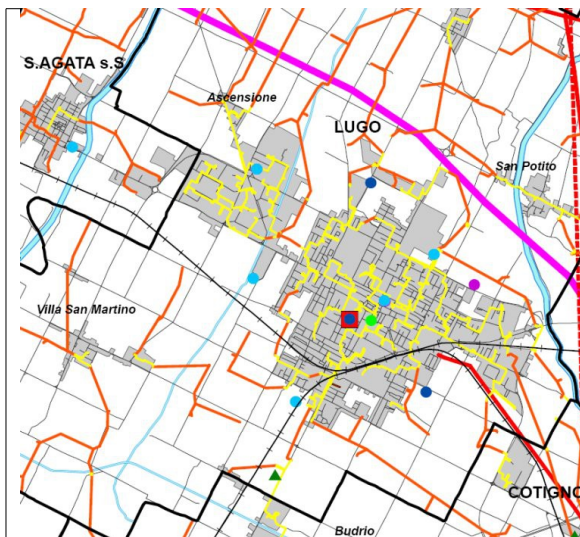 S.AGATA s.S
Ascensione
LUGO
San Potito
Villa San Martino
COTIGNO
Budrio